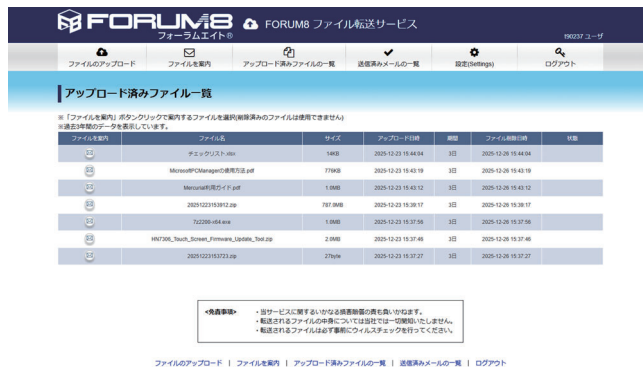 FORUM8
フォーラムエイト®
FORUM8 ファイル転送サービス
t90237 ユーザ
ファイルのアップロード
ファイルを案内
アップロード済みファイルの一覧
送信済みメールの一覧
設定(Settings)
ログアウト
アップロード済みファイル一覧
※「ファイルを案内」ボタンクリックで案内するファイルを選択(削除済みのファイルは使用できません)
※過去3年間のデータを表示しています。
ファイルを案内 ファイル名 サイズ アップロード日時 期間 ファイル削除日時 状態
チェックリスト.xlsx 14KB 2025-12-23 15:44:04 3日 2025-12-26 15:44:04
MicrosoftPCManagerの使用方法.pdf 776KB 2025-12-23 15:43:19 3日 2025-12-26 15:43:19
Mercurial利用ガイド.pdf 1.8MB 2025-12-23 15:43:12 3日 2025-12-26 15:43:12
20251223153912.zip 787.9MB 2025-12-23 15:39:17 3日 2025-12-26 15:39:17
7z2200-x64.exe 1.5MB 2025-12-23 15:37:56 3日 2025-12-26 15:37:56
HN7306_Touch_Screen_Firmware_Update_Tool.zip 2.0MB 2025-12-23 15:37:46 3日 2025-12-26 15:37:46
20251223153723.zip 27byte 2025-12-23 15:37:27 3日 2025-12-26 15:37:27
<免責事項>
・当サービスに関するいかなる損害賠償の責も負いかねます。
・転送されるファイルの中身については当社では一切関知いたしません。
・転送されるファイルは必ず事前にウィルスチェックを行ってください。
ファイルのアップロード | ファイルを案内 | アップロード済みファイルの一覧 | 送信済みメールの一覧 | ログアウト